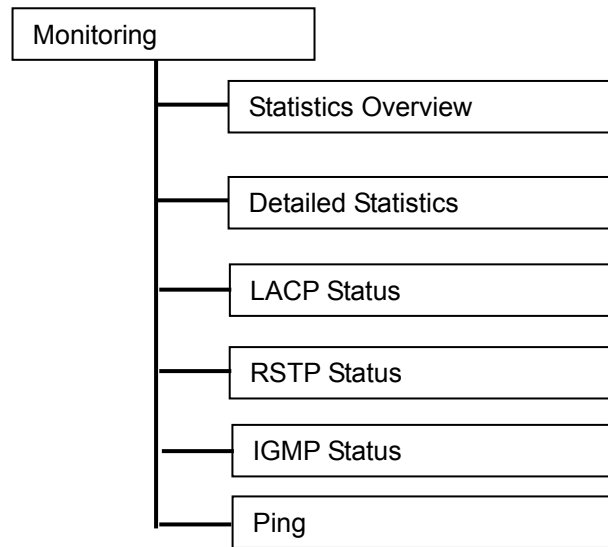 Monitoring
Statistics Overview
Detailed Statistics
LACP Status
RSTP Status
IGMP Status
Ping